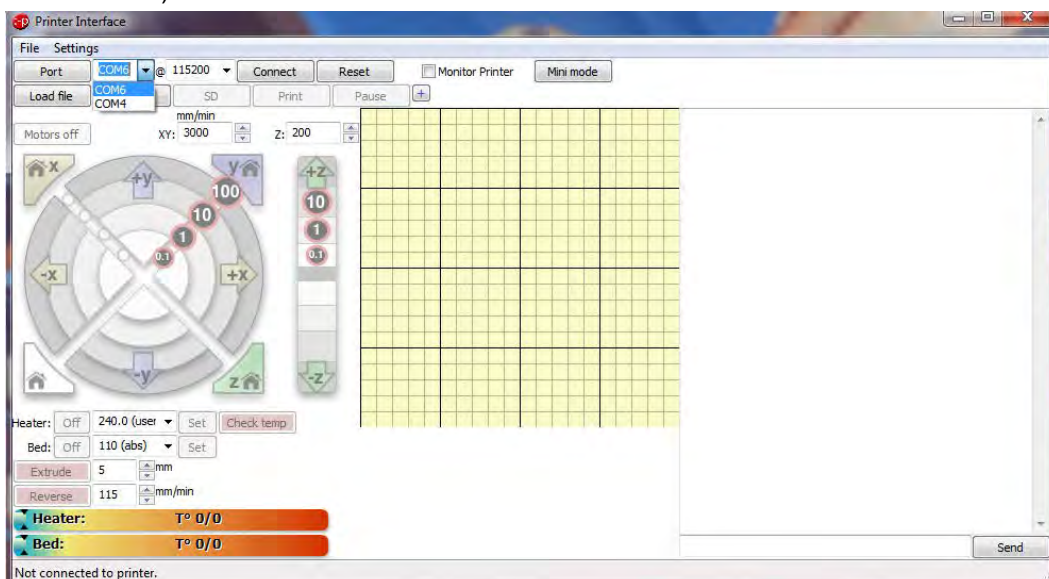 Printer Interface
File Settings
Port COM6 @ 115200 Connect Reset Monitor Printer Mini mode
COM6
COM4
Load file SD Print Pause +
mm/min
Motors off XY: 3000 Z: 200
x y +z
+y 100 10
10 1
1 0.1
0.1
-x +x
-y z -z
Heater: Off 240.0 (user Set Check temp
Bed: Off 110 (abs) Set
Extrude 5 mm
Reverse 115 mm/min
Heater: T° 0/0
Bed: T° 0/0
Send
Not connected to printer.